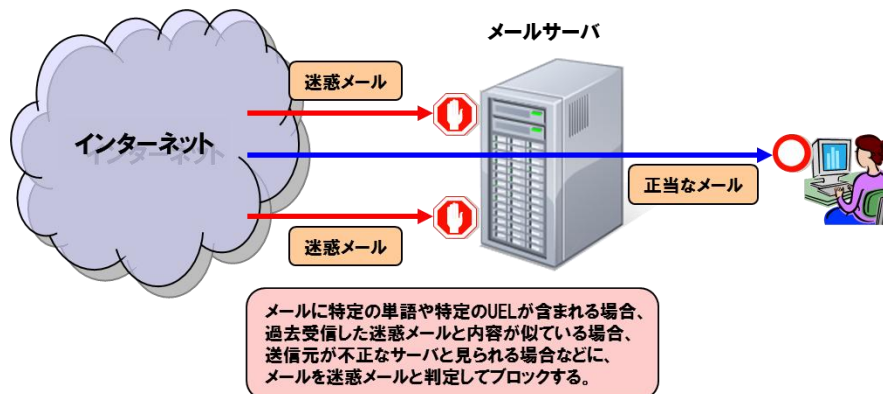 メールサーバ
迷惑メール
インターネット
正当なメール
迷惑メール
メールに特定の単語や特定のUELが含まれる場合、
過去受信した迷惑メールと内容が似ている場合、
送信元が不正なサーバと見られる場合などに、
メールを迷惑メールと判定してブロックする。